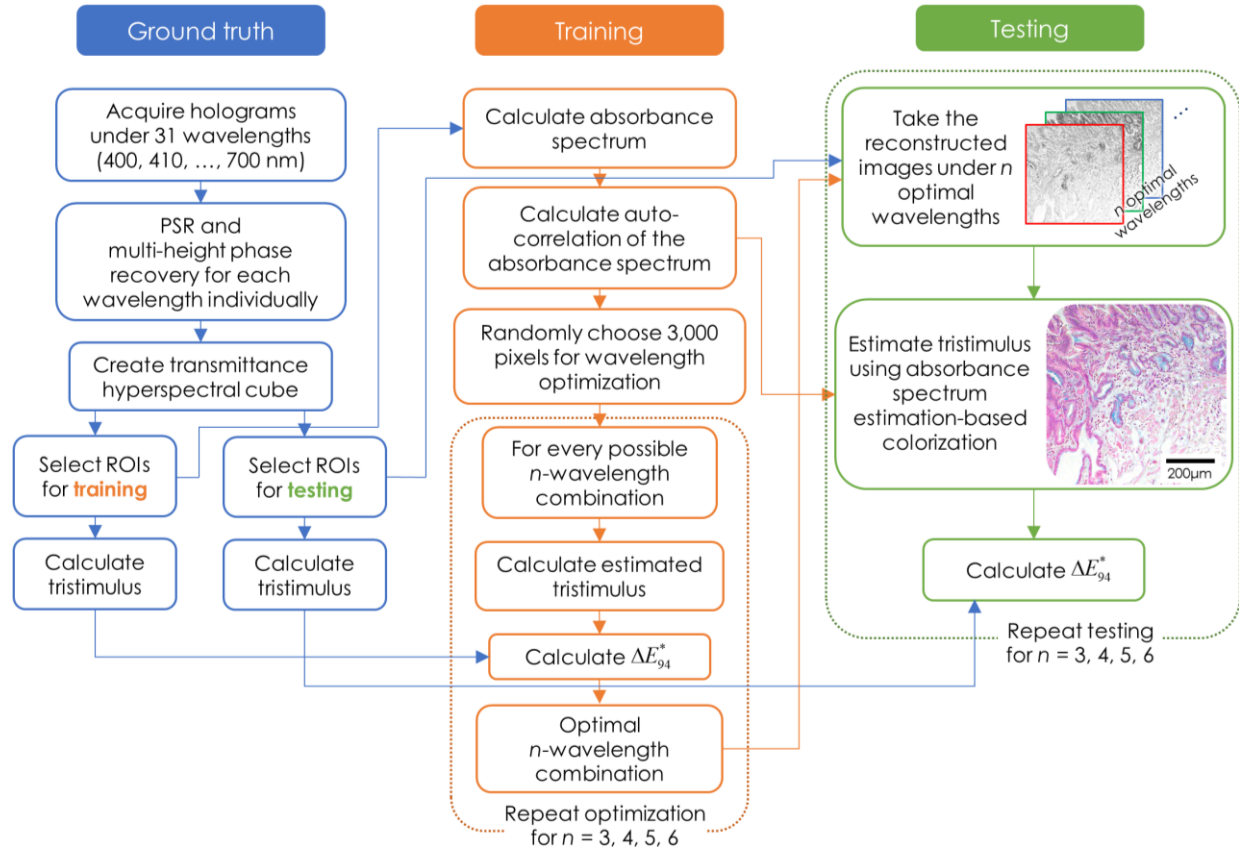 Ground truth
Acquire holograms
under 31 wavelengths
(400, 410, …, 700 nm)
PSR and
multi-height phase
recovery for each
wavelength individually
Create transmittance
hyperspectral cube
Select ROIs
for training
Select ROIs
for testing
Calculate
tristimulus
Calculate
tristimulus
Training
Calculate absorbance
spectrum
Calculate auto-
correlation of the
absorbance spectrum
Randomly choose 3,000
pixels for wavelength
optimization
For every possible
n-wavelength
combination
Calculate estimated
tristimulus
Calculate ΔE*94
Optimal
n-wavelength
combination
Repeat optimization
for n = 3, 4, 5, 6
Testing
Take the
reconstructed
images under n
optimal
wavelengths
…
n optimal
wavelengths
Estimate tristimulus
using absorbance
spectrum
estimation-based
colorization
200μm
Calculate ΔE*94
Repeat testing
for n = 3, 4, 5, 6